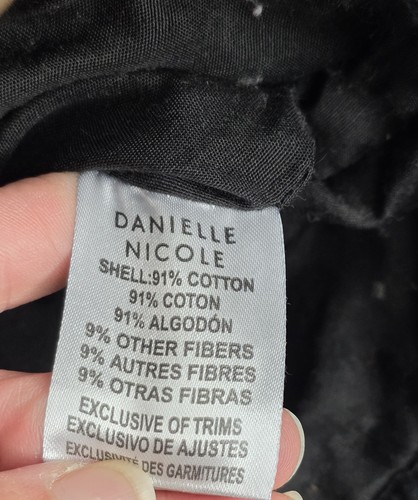 DANIELLE
NICOLE
SHELL:91% COTTON
91% COTON
91% ALGODÓN
9% OTHER FIBERS
9% AUTRES FIBRES
9% OTRAS FIBRAS
EXCLUSIVE OF TRIMS
EXCLUSIVO DE AJUSTES
EXCLUSIVITÉ DES GARMITURES